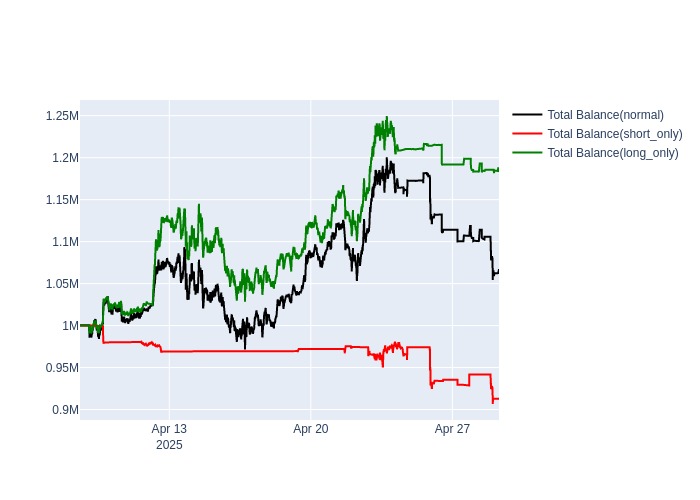 1.25M
1.2M
1.15M
1.1M
1.05M
1M
0.95M
0.9M
Apr 13
2025
Apr 20
Apr 27
Total Balance(normal)
Total Balance(short_only)
Total Balance(long_only)